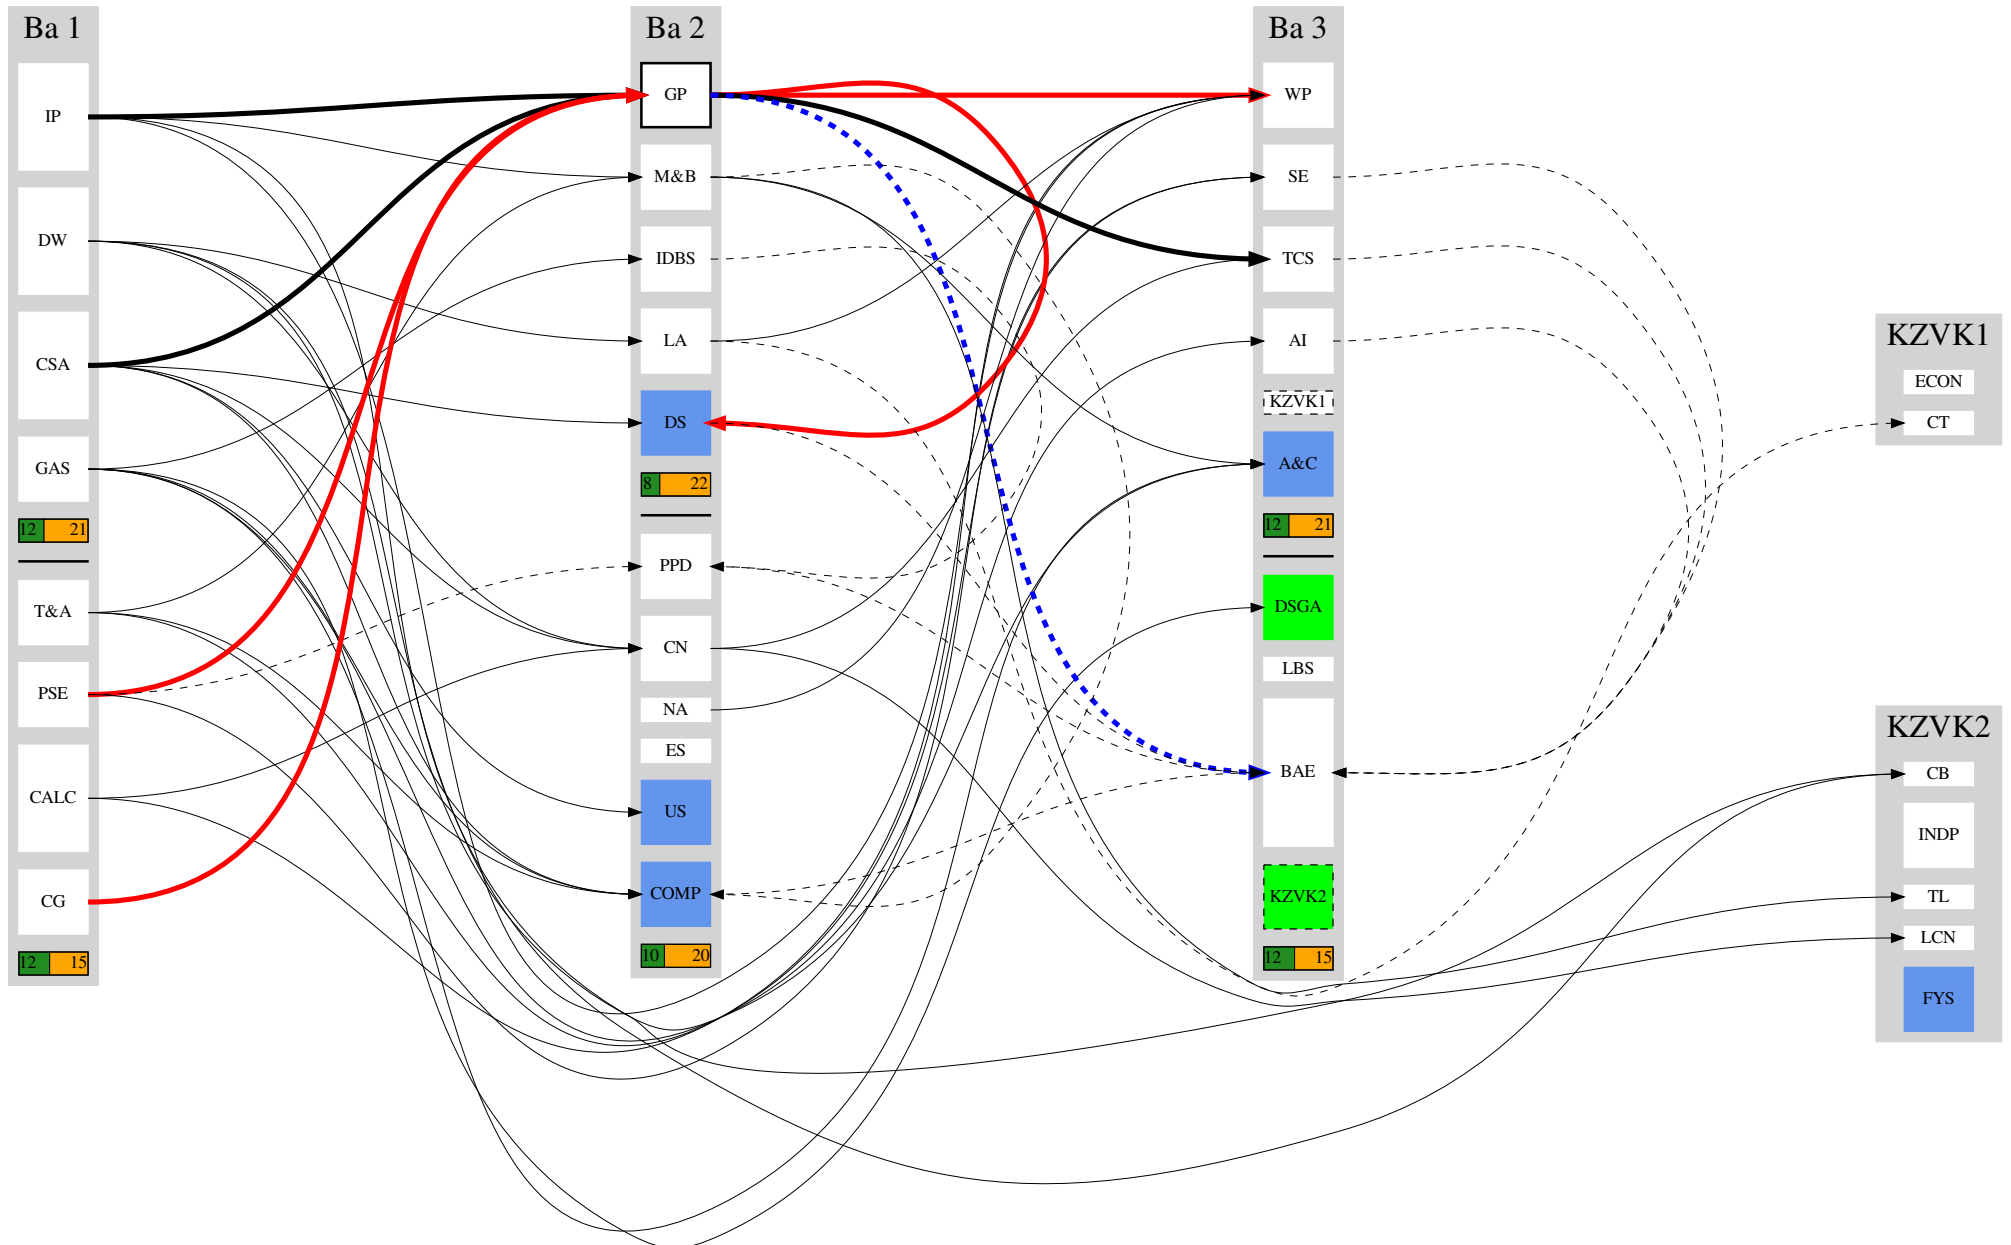 Ba 1
IP
DW
CSA
GAS
12 21
T&A
PSE
CALC
CG
12 15
Ba 2
GP
M&B
IDBS
LA
DS
8 22
PPD
CN
NA
ES
US
COMP
10 20
Ba 3
WP
SE
TCS
AI
KZVK1
A&C
12 21
DSGA
LBS
BAE
KZVK2
12 15
KZVK1
ECON
CT
KZVK2
CB
INDP
TL
LCN
FYS